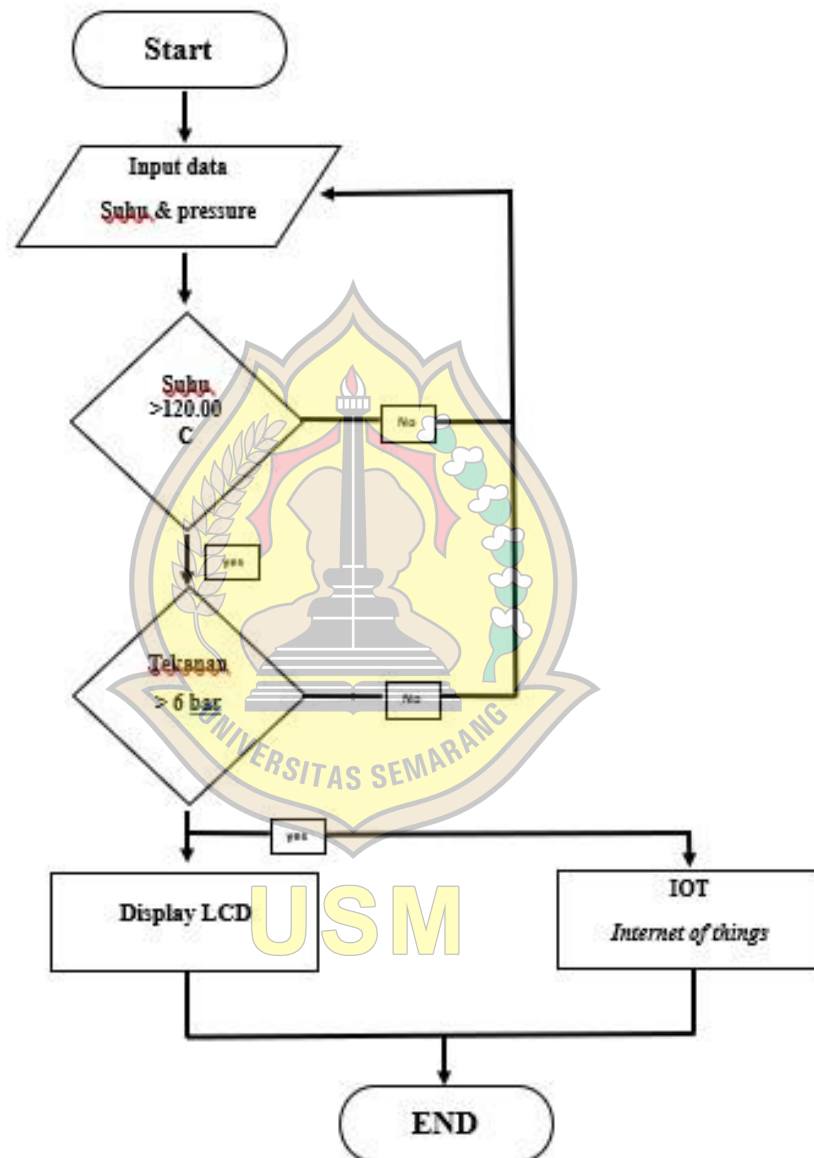 Start
Input data
Suhu & pressure
Suhu
>120.00
C
No
yes
Tekanan
> 6 bar
No
UNIVERSITAS SEMARANG
yes
Display LCD
USM
IOT
Internet of things
END